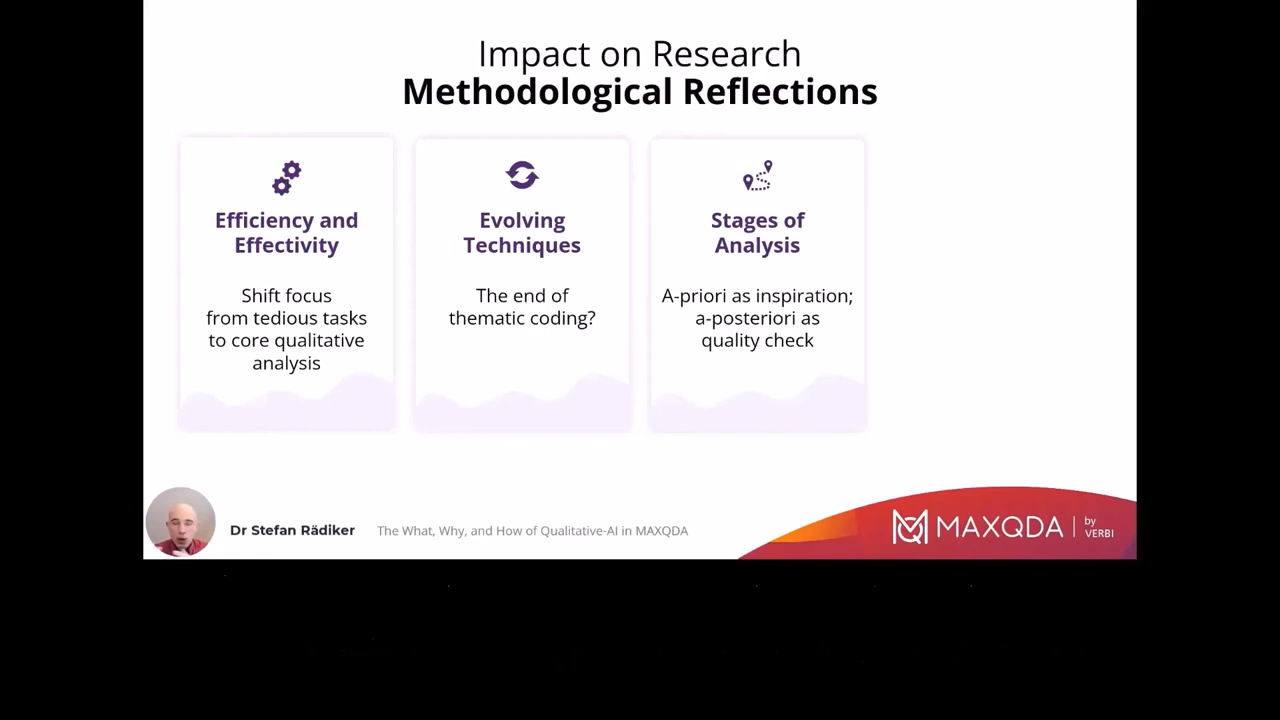 Impact on Research
Methodological Reflections
Efficiency and
Effectivity
Shift focus
from tedious tasks
to core qualitative
analysis
Evolving
Techniques
The end of
thematic coding?
Stages of
Analysis
A-priori as inspiration;
a-posteriori as
quality check
Dr Stefan Rädiker
The What, Why, and How of Qualitative-AI in MAXQDA
MAXQDA
by
VERBI